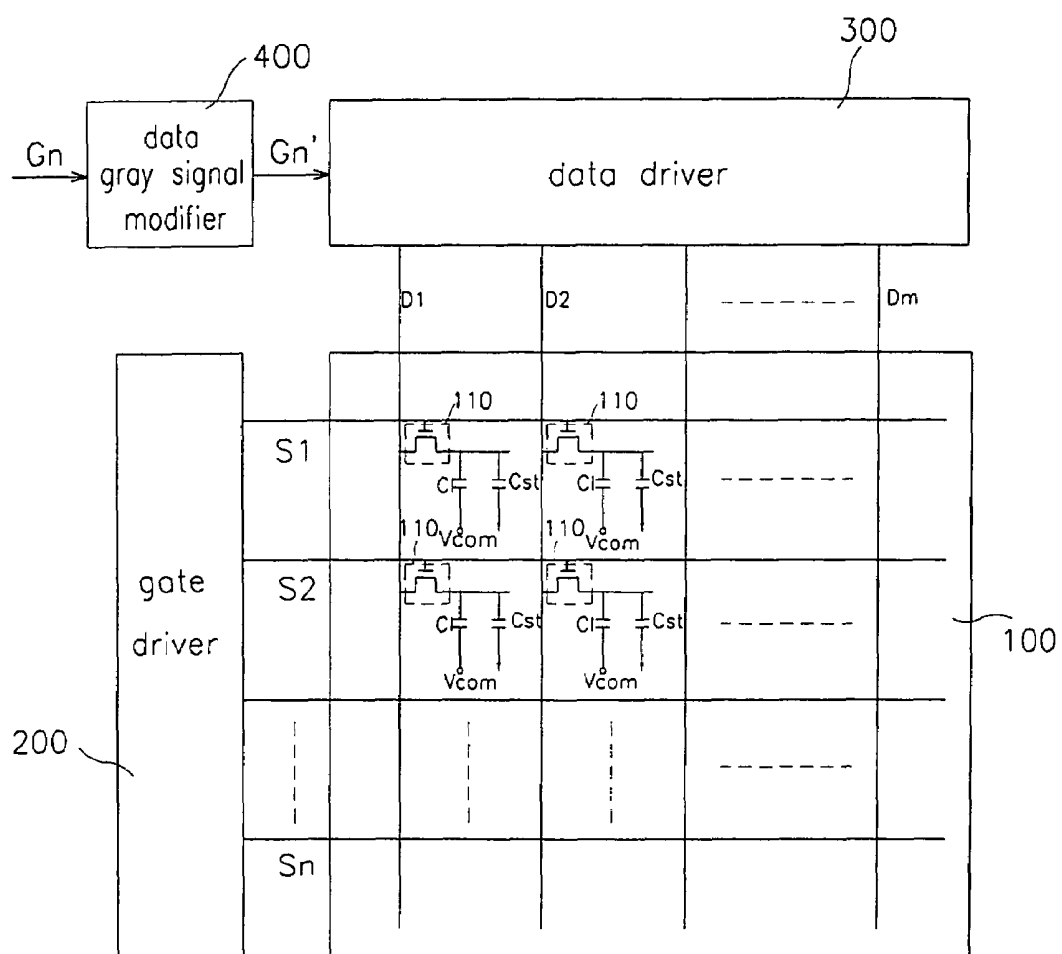 400
300
data
gray signal
modifier
Gn
Gn'
data driver
D1
D2
Dm
110
110
S1
Cl
Cst
Cl
Cst
Vcom
Vcom
110
110
gate
driver
S2
Cl
Cst
Cl
Cst
Vcom
Vcom
100
200
Sn